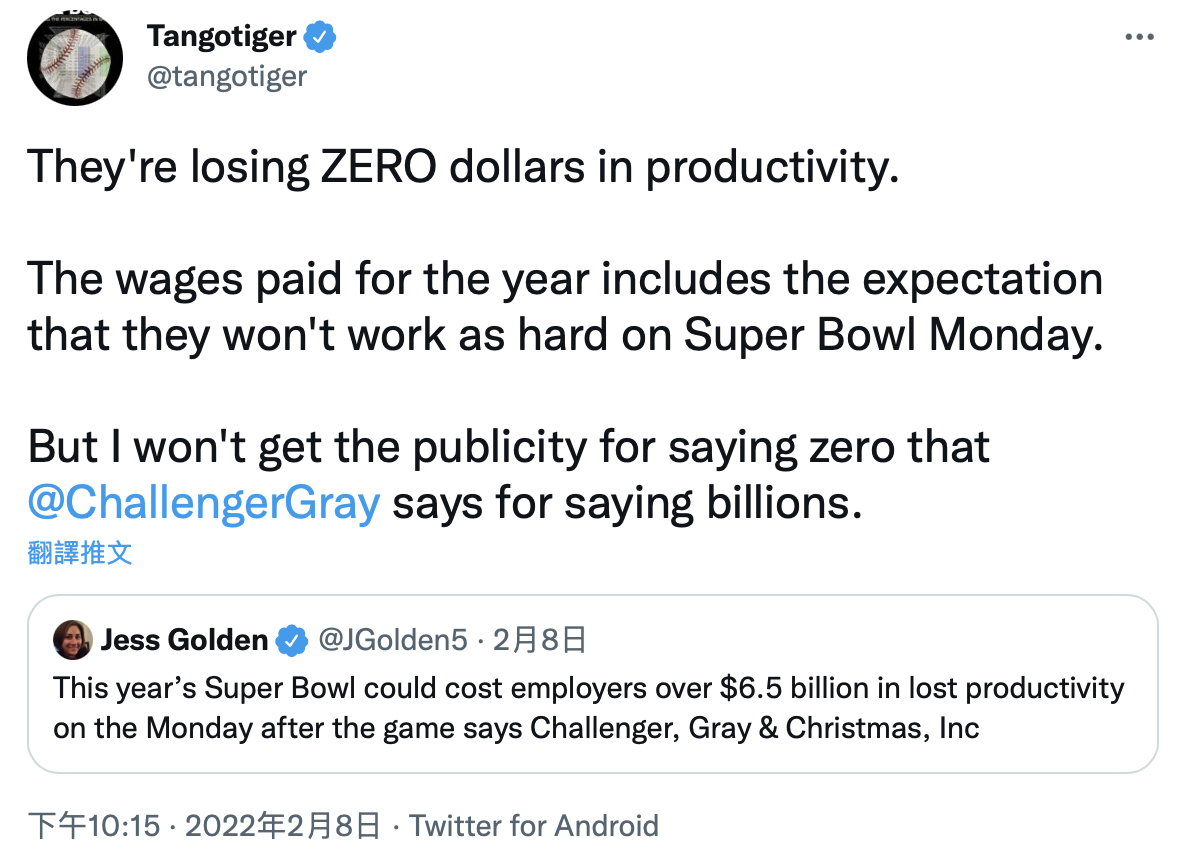 THE PERCENTAGES IN
Tangotiger
@tangotiger
They're losing ZERO dollars in productivity.
The wages paid for the year includes the expectation
that they won't work as hard on Super Bowl Monday.
But I won't get the publicity for saying zero that
@ChallengerGray says for saying billions.
翻譯推文
Jess Golden @JGolden5 · 2月8日
This year’s Super Bowl could cost employers over $6.5 billion in lost productivity
on the Monday after the game says Challenger, Gray & Christmas, Inc
下午10:15 · 2022年2月8日 · Twitter for Android